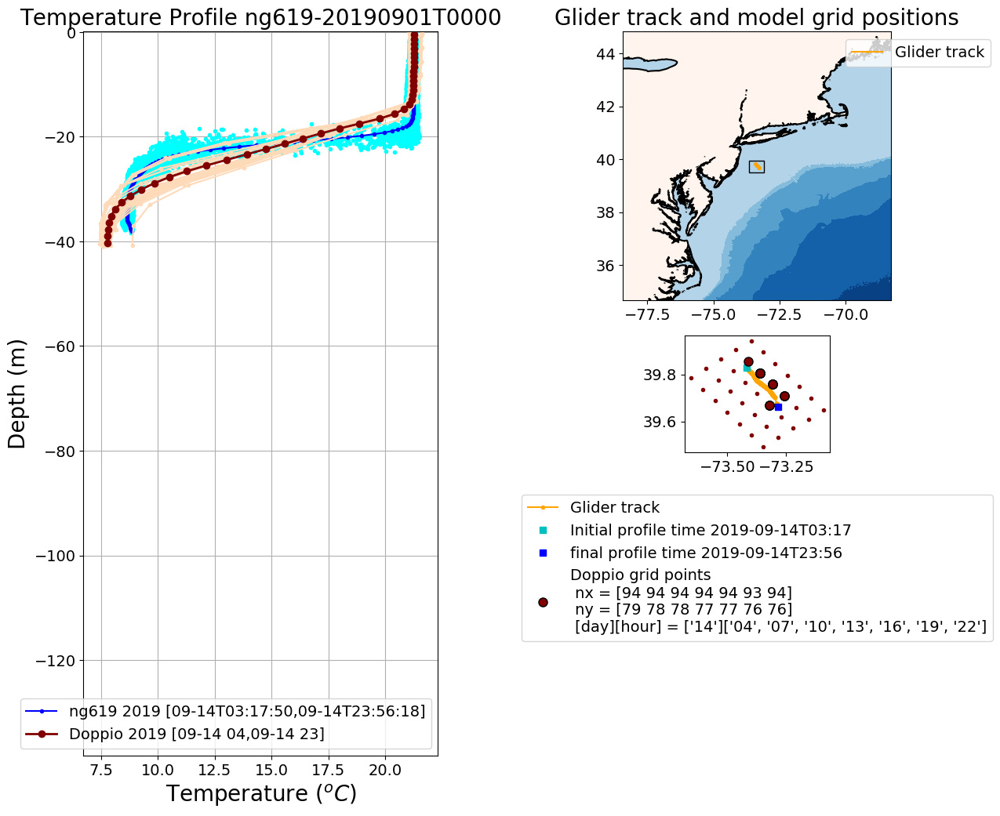 Temperature Profile ng619-20190901T0000
0
−20
−40
−60
−80
−100
−120
Depth (m)
7.5
10.0
12.5
15.0
17.5
20.0
Temperature (°C)
ng619 2019 [09-14T03:17:50,09-14T23:56:18]
Doppio 2019 [09-14 04,09-14 23]
Glider track and model grid positions
Glider track
44
42
40
38
36
−77.5
−75.0
−72.5
−70.0
39.8
39.6
−73.50
−73.25
Glider track
Initial profile time 2019-09-14T03:17
final profile time 2019-09-14T23:56
Doppio grid points
nx = [94 94 94 94 94 93 94]
ny = [79 78 78 77 77 76 76]
[day][hour] = ['14']['04', '07', '10', '13', '16', '19', '22']